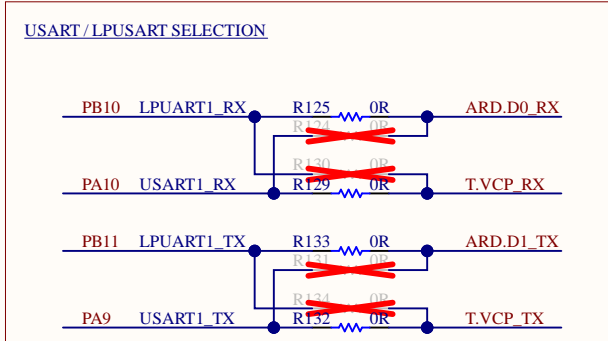 USART / LPUSART SELECTION
PB10 LPUART1_RX R125 0R ARD.D0_RX
R124 0R
R130 0R
PA10 USART1_RX R129 0R T.VCP_RX
PB11 LPUART1_TX R133 0R ARD.D1_TX
R131 0R
R134 0R
PA9 USART1_TX R132 0R T.VCP_TX